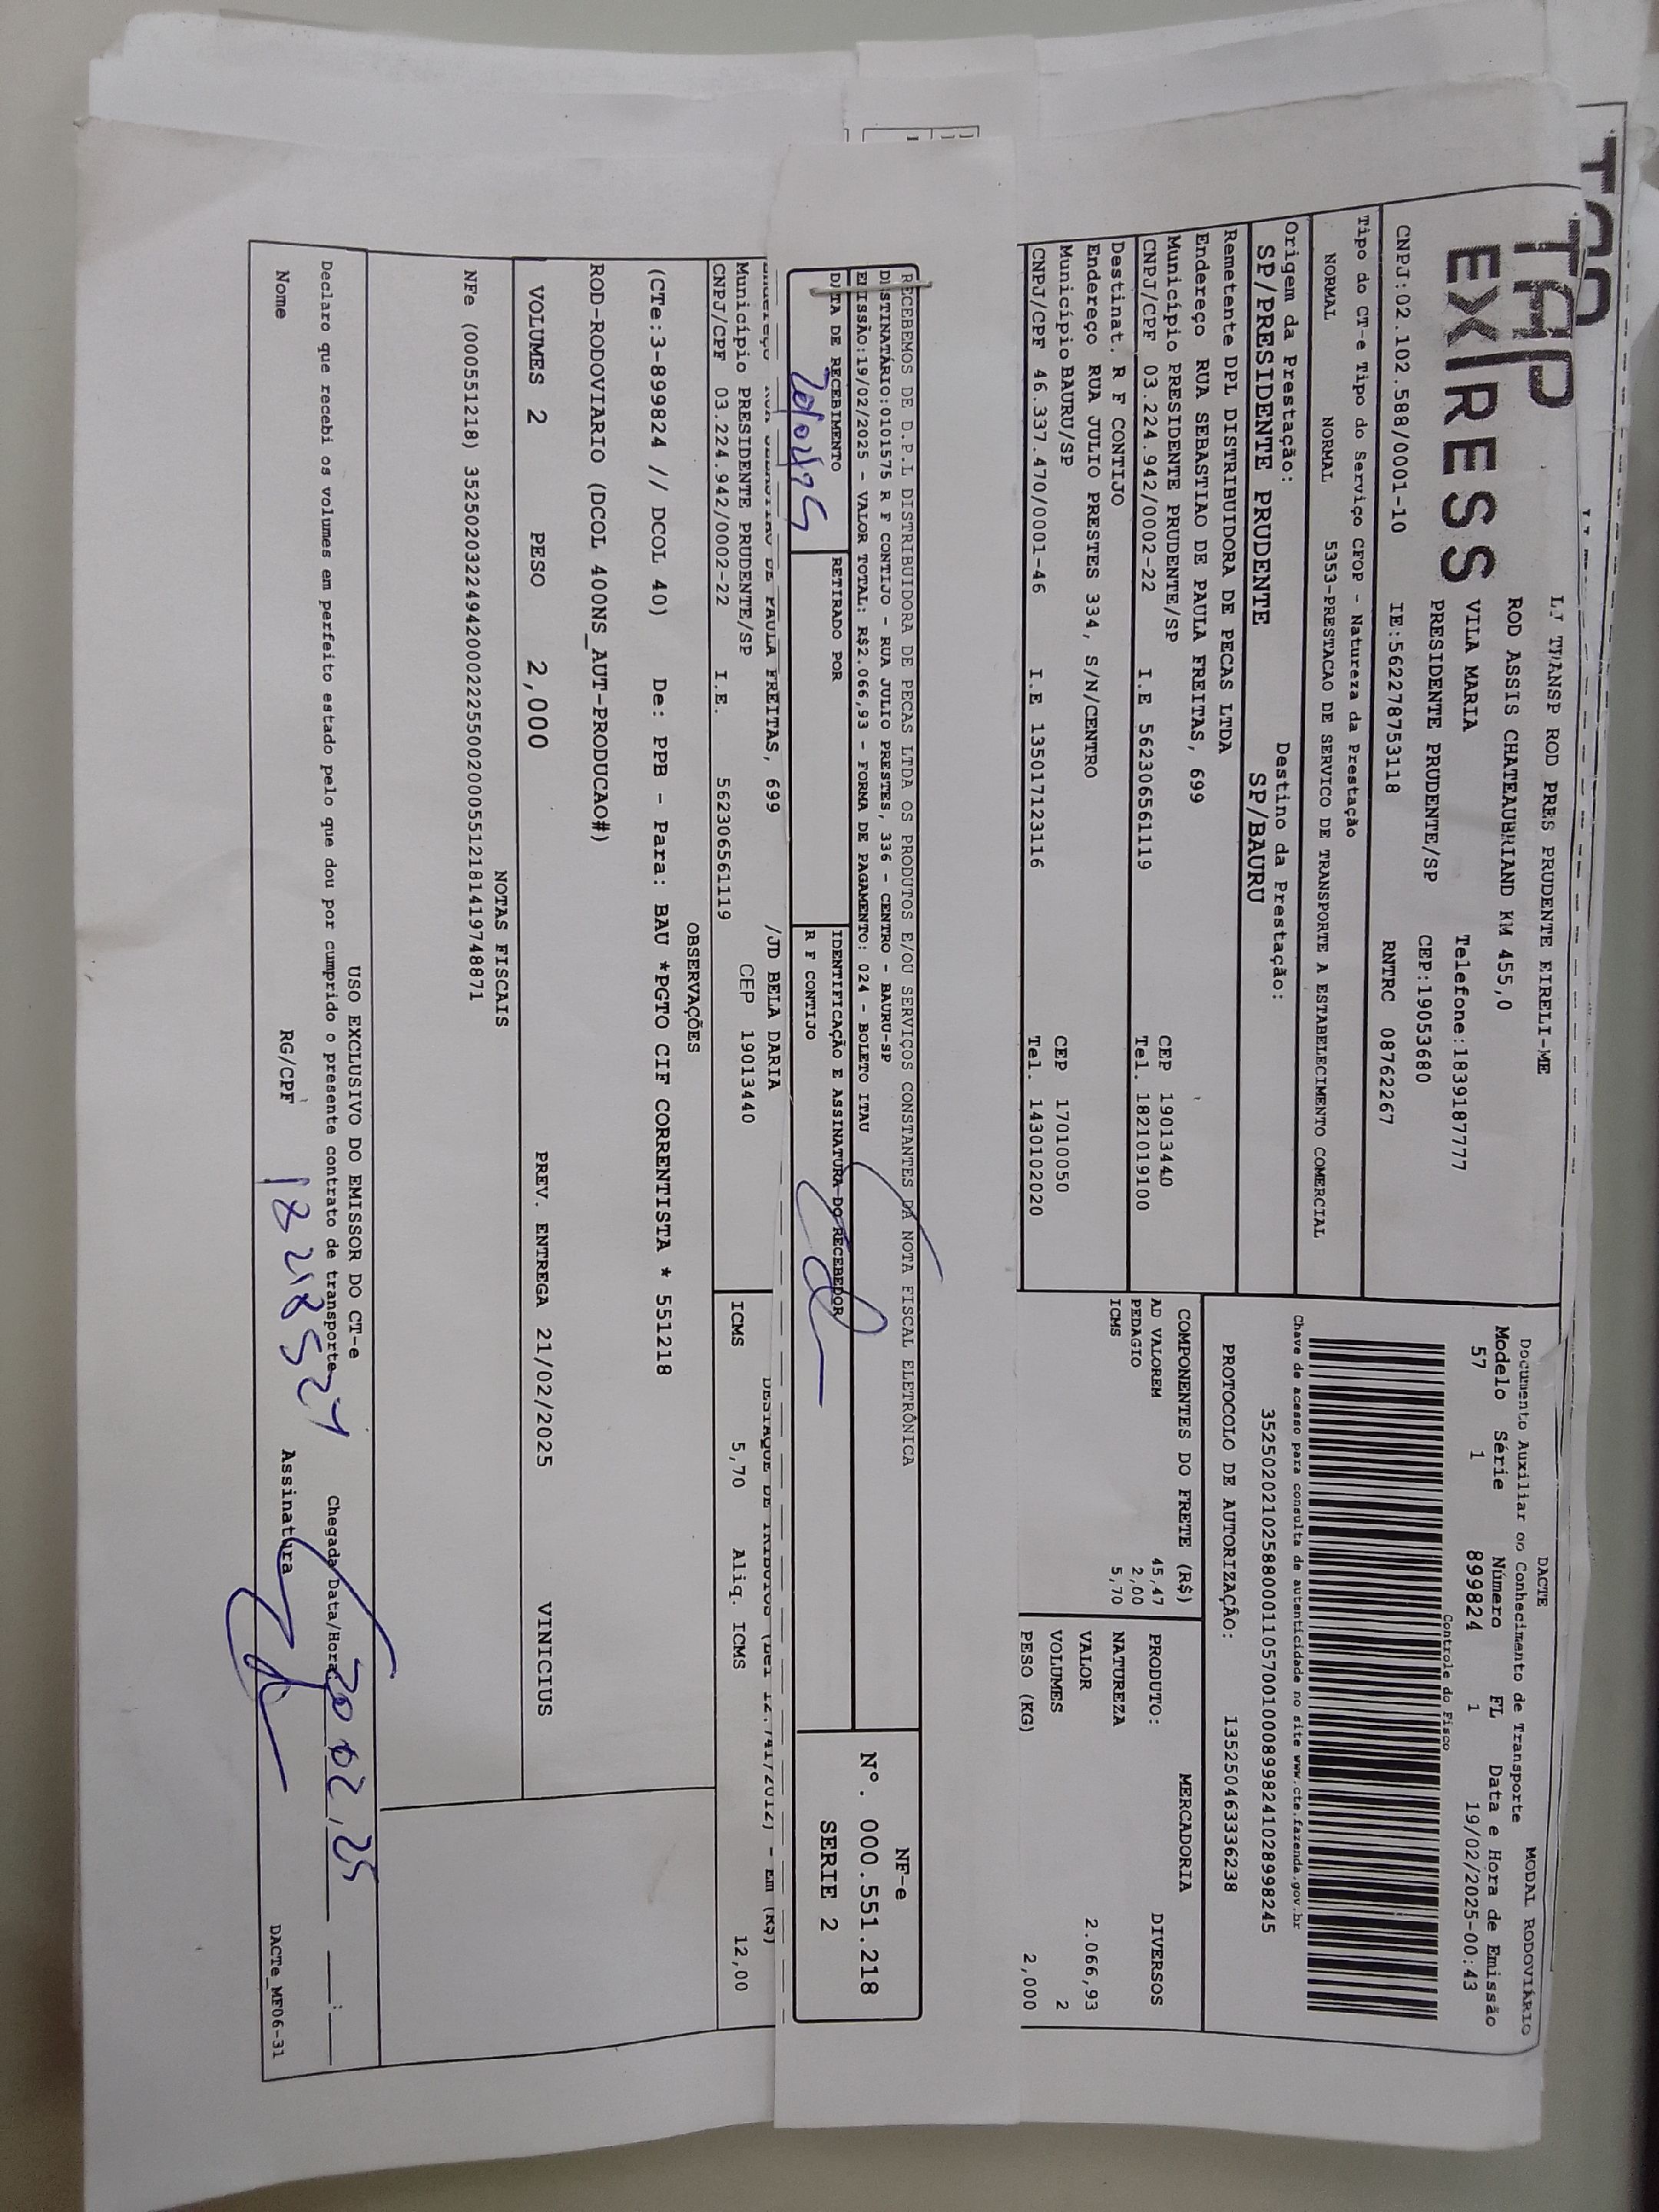 TAP
EXPRESS
TRANSP ROD PRES PRUDENTE EIRELI-ME
ROD ASSIS CHATEAUBRIAND KM 455,0
VILA MARIA Telefone:1839187777
PRESIDENTE PRUDENTE/SP CEP:19053680
CNPJ:02.102.588/0001-10 IE:562278753118 RNTRC 08762267
Tipo do CT-e Tipo do Serviço CFOP - Natureza da Prestação
NORMAL NORMAL 5353-PRESTACAO DE SERVICO DE TRANSPORTE A ESTABELECIMENTO COMERCIAL
Origem da Prestação: Destino da Prestação:
SP/PRESIDENTE PRUDENTE SP/BAURU
Remetente DPL DISTRIBUIDORA DE PECAS LTDA
Endereço RUA SEBASTIAO DE PAULA FREITAS, 699
Município PRESIDENTE PRUDENTE/SP CEP 19013440
CNPJ/CPF 03.224.942/0002-22 I.E 562306561119 Tel. 1821019100
Destinat. R F CONTIJO
Endereço RUA JULIO PRESTES 334, S/N/CENTRO
Município BAURU/SP CEP 17010050
CNPJ/CPF 46.337.470/0001-46 I.E 135017123116 Tel. 1430102020
DACTE MODAL RODOVIÁRIO
Documento Auxiliar do Conhecimento de Transporte
Modelo Série Número FL Data e Hora de Emissão
57 1 899824 1 19/02/2025-00:43
Controle do Fisco
Chave de acesso para consulta de autenticidade no site www.cte.fazenda.gov.br
35250202102588000110570010008998241028998245
PROTOCOLO DE AUTORIZAÇÃO: 135250463336238
COMPONENTES DO FRETE (R$)
AD VALOREM 45,47
PEDAGIO 2,00
ICMS 5,70
MERCADORIA
PRODUTO: DIVERSOS
NATUREZA
VALOR 2.066,93
VOLUMES 2
PESO (KG) 2,000
RECEBEMOS DE D.P.L DISTRIBUIDORA DE PECAS LTDA OS PRODUTOS E/OU SERVIÇOS CONSTANTES DA NOTA FISCAL ELETRÔNICA
DESTINATÁRIO:0101575 R F CONTIJO - RUA JULIO PRESTES, 336 - CENTRO - BAURU-SP
EMISSÃO:19/02/2025 - VALOR TOTAL: R$2.066,93 - FORMA DE PAGAMENTO: 024 - BOLETO ITAU
DATA DE RECEBIMENTO RETIRADO POR IDENTIFICAÇÃO E ASSINATURA DO RECEBEDOR
R F CONTIJO
NF-e
Nº. 000.551.218
SERIE 2
DE PAULA FREITAS, 699 /JD BELA DARIA
Município PRESIDENTE PRUDENTE/SP CEP 19013440
CNPJ/CPF 03.224.942/0002-22 I.E. 562306561119
ICMS 5,70 Aliq. ICMS 12,00
OBSERVAÇÕES
(CTe:3-899824 // DCOL 40) De: PPB - Para: BAU *PGTO CIF CORRENTISTA * 551218
ROD-RODOVIARIO (DCOL 400NS_AUT-PRODUCAO#)
VOLUMES 2 PESO 2,000 PREV. ENTREGA 21/02/2025 VINICIUS
NOTAS FISCAIS
NFe (000551218) 35250203224942000222550020005512181419748871
USO EXCLUSIVO DO EMISSOR DO CT-e
Declaro que recebi os volumes em perfeito estado pelo que dou por cumprido o presente contrato de transporte. Chegada Data/Hora: 20 02, 25
Nome RG/CPF Assinatura
DACTe_MF06-31